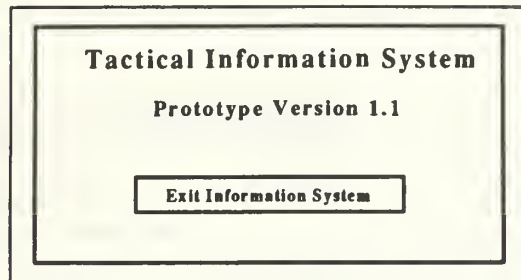 Tactical Information System
Prototype Version 1.1
Exit Information System